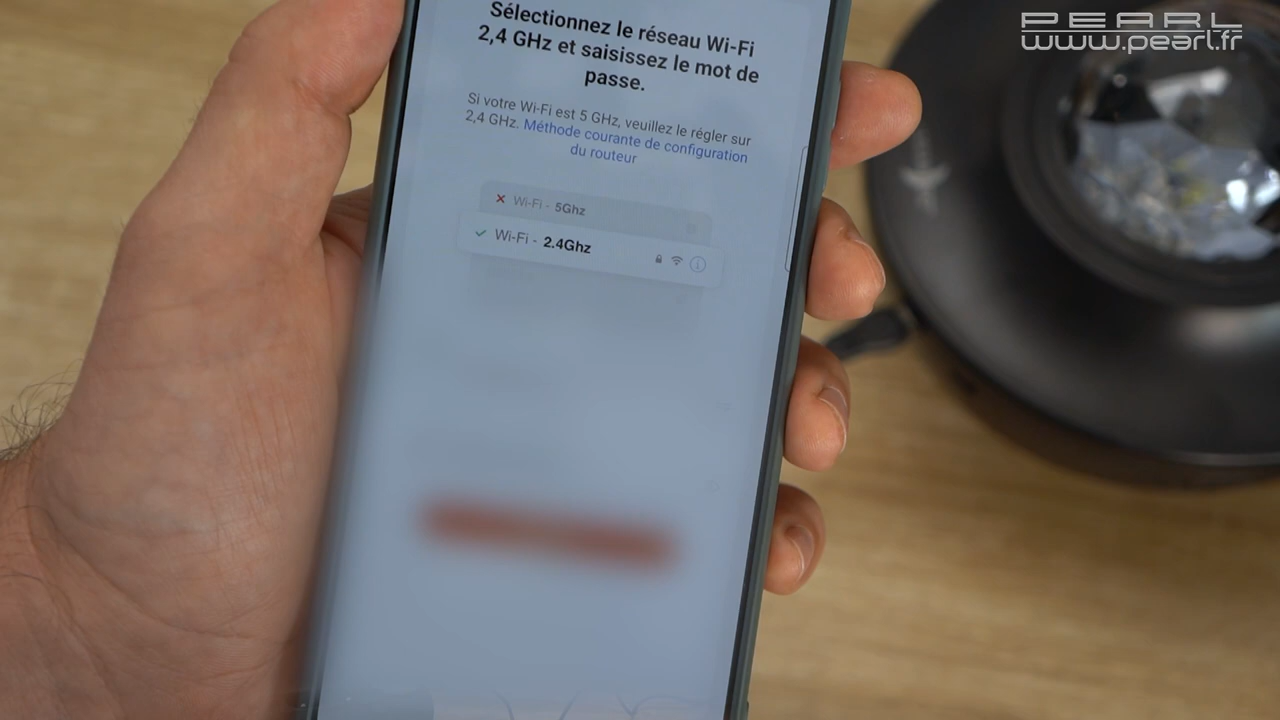 PEARL
www.pearl.fr
Sélectionnez le réseau Wi-Fi
2,4 GHz et saisissez le mot de
passe.
Si votre Wi-Fi est 5 GHz, veuillez le régler sur
2,4 GHz. Méthode courante de configuration
du routeur
Wi-Fi - 5Ghz
Wi-Fi - 2.4Ghz